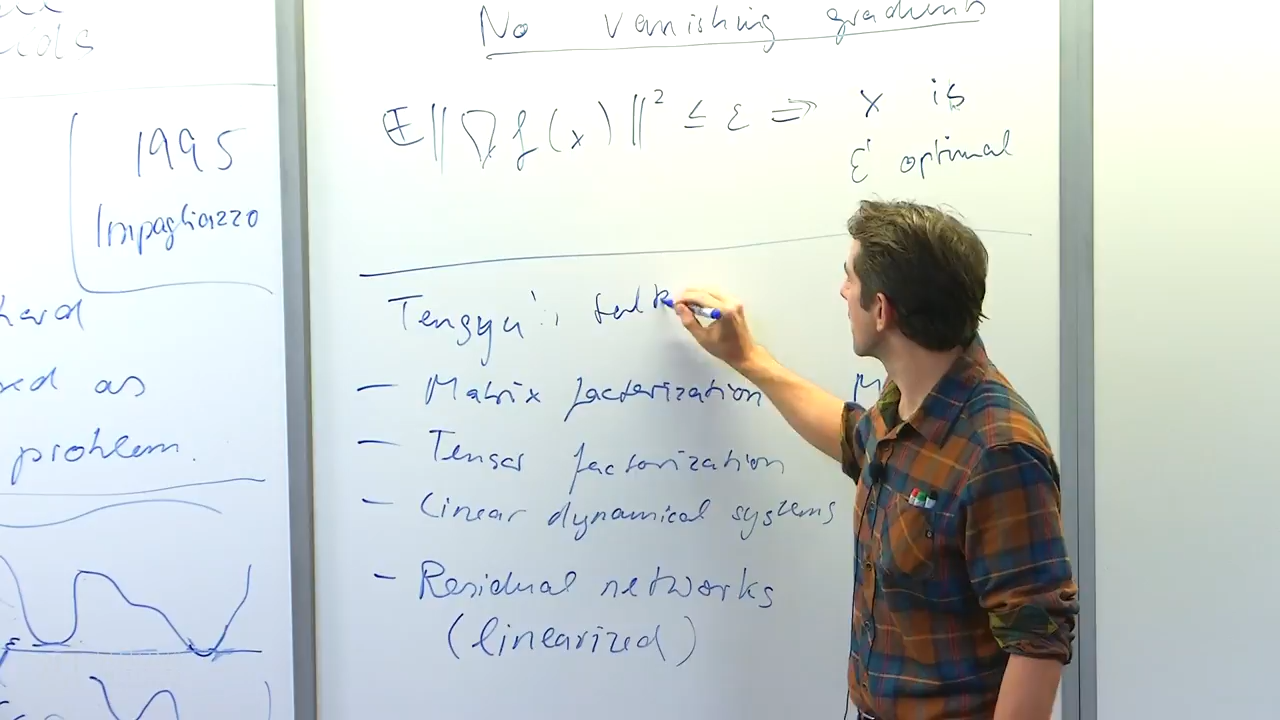 1995
Impagliazzo
hard
as
problem.
No vanishing gradients
𝔼‖∇f(x)‖² ≤ ε ⇒ x is
ε' optimal
Tengyu's talk
- Matrix factorization
- Tensor factorization
- Linear dynamical systems
- Residual networks
(linearized)